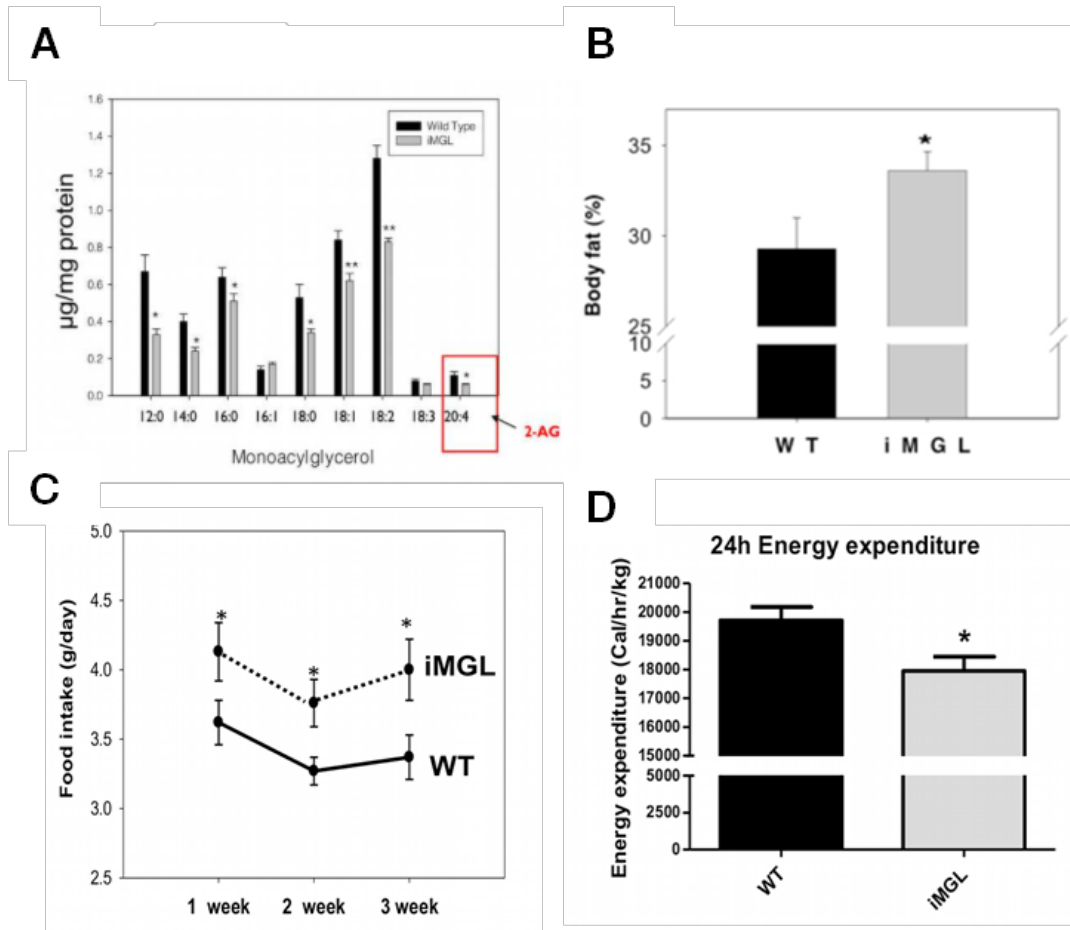 A
1.6
1.4
1.2
1.0
0.8
0.6
0.4
0.2
0.0
µg/mg protein
Wild Type
iMGL
* * * * * ** ** *
12:0 14:0 16:0 16:1 18:0 18:1 18:2 18:3 20:4
2-AG
Monoacylglycerol
B
35
30
25
10
5
0
Body fat (%)
*
W T i M G L
C
5.0
4.5
4.0
3.5
3.0
2.5
Food intake (g/day)
* * *
iMGL
WT
1 week 2 week 3 week
D
24h Energy expenditure
21000
20000
19000
18000
17000
16000
15000
5000
2500
0
Energy expenditure (Cal/hr/kg)
*
WT iMGL